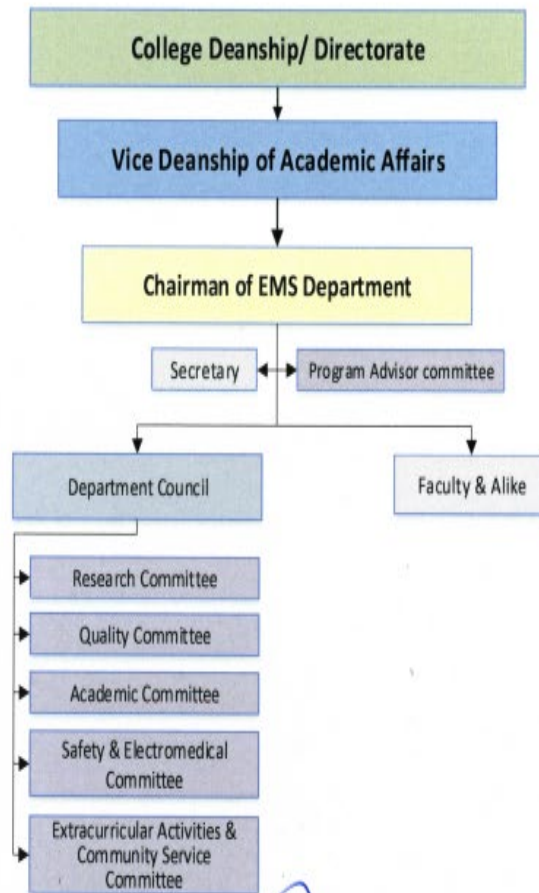 College Deanship/ Directorate
Vice Deanship of Academic Affairs
Chairman of EMS Department
Secretary
Program Advisor committee
Department Council
Faculty & Alike
Research Committee
Quality Committee
Academic Committee
Safety & Electromedical
Committee
Extracurricular Activities &
Community Service
Committee